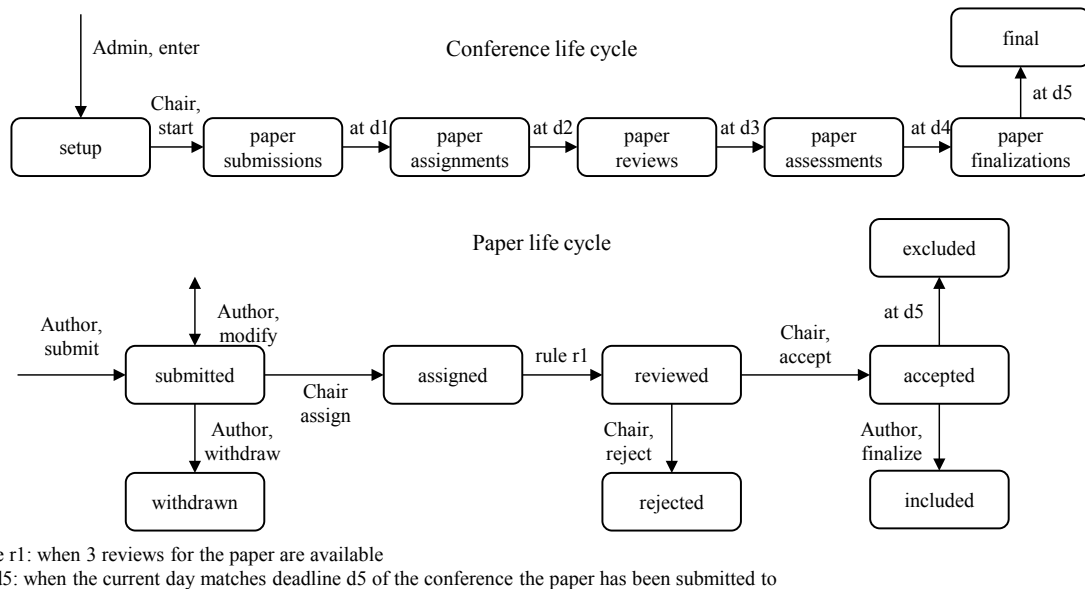 Admin, enter
Conference life cycle
final
Chair,
start
at d5
setup
paper
submissions
at d1
paper
assignments
at d2
paper
reviews
at d3
paper
assessments
at d4
paper
finalizations
Paper life cycle
excluded
Author,
submit
Author,
modify
at d5
Chair,
accept
submitted
Chair
assign
assigned
rule r1
reviewed
accepted
Author,
withdraw
Chair,
reject
Author,
finalize
withdrawn
rejected
included
e r1: when 3 reviews for the paper are available
d5: when the current day matches deadline d5 of the conference the paper has been submitted to